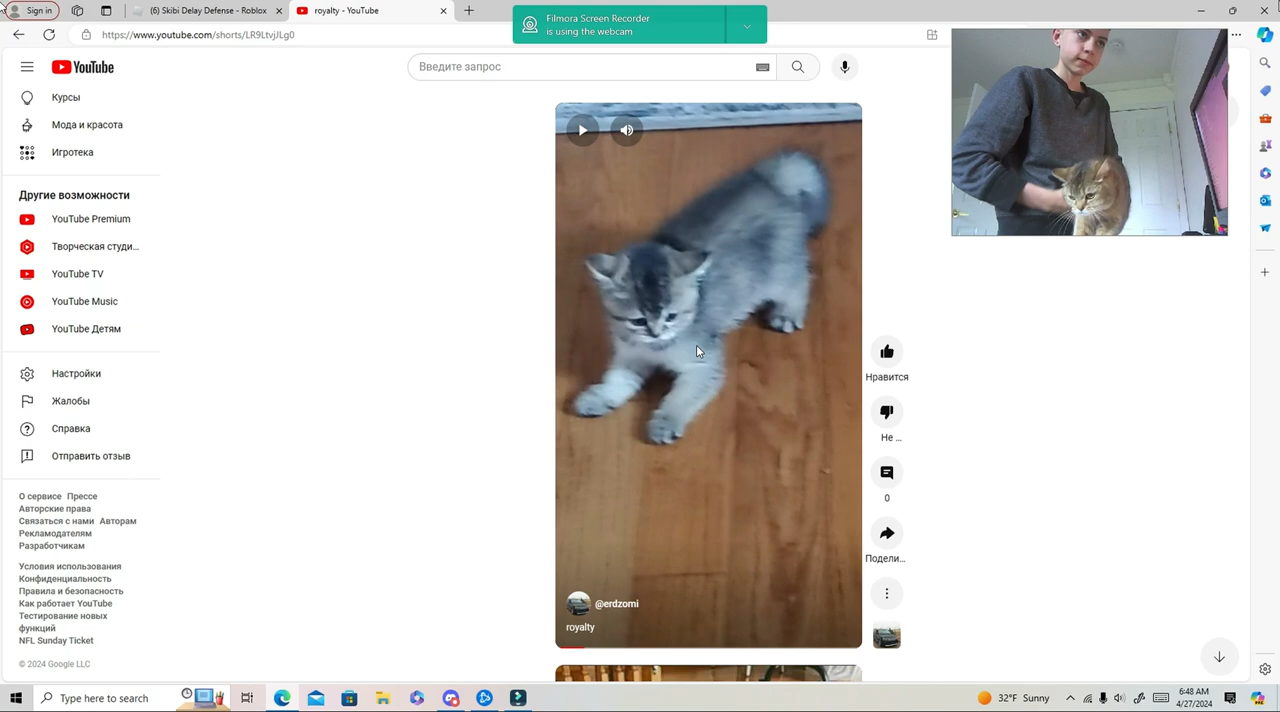 Sign in
(6) Skibi Delay Defense - Roblox
royalty - YouTube
Filmora Screen Recorder
is using the webcam
https://www.youtube.com/shorts/LR9LtvjJLg0
YouTube
Введите запрос
Курсы
Мода и красота
Игротека
Другие возможности
YouTube Premium
Творческая студи...
YouTube TV
YouTube Music
YouTube Детям
Настройки
Жалобы
Справка
Отправить отзыв
О сервисе Прессе
Авторские права
Связаться с нами Авторам
Рекламодателям
Разработчикам
Условия использования
Конфиденциальность
Правила и безопасность
Как работает YouTube
Тестирование новых
функций
NFL Sunday Ticket
© 2024 Google LLC
Нравится
Не ...
0
Подели...
@erdzomi
royalty
Type here to search
32°F Sunny
6:48 AM
4/27/2024